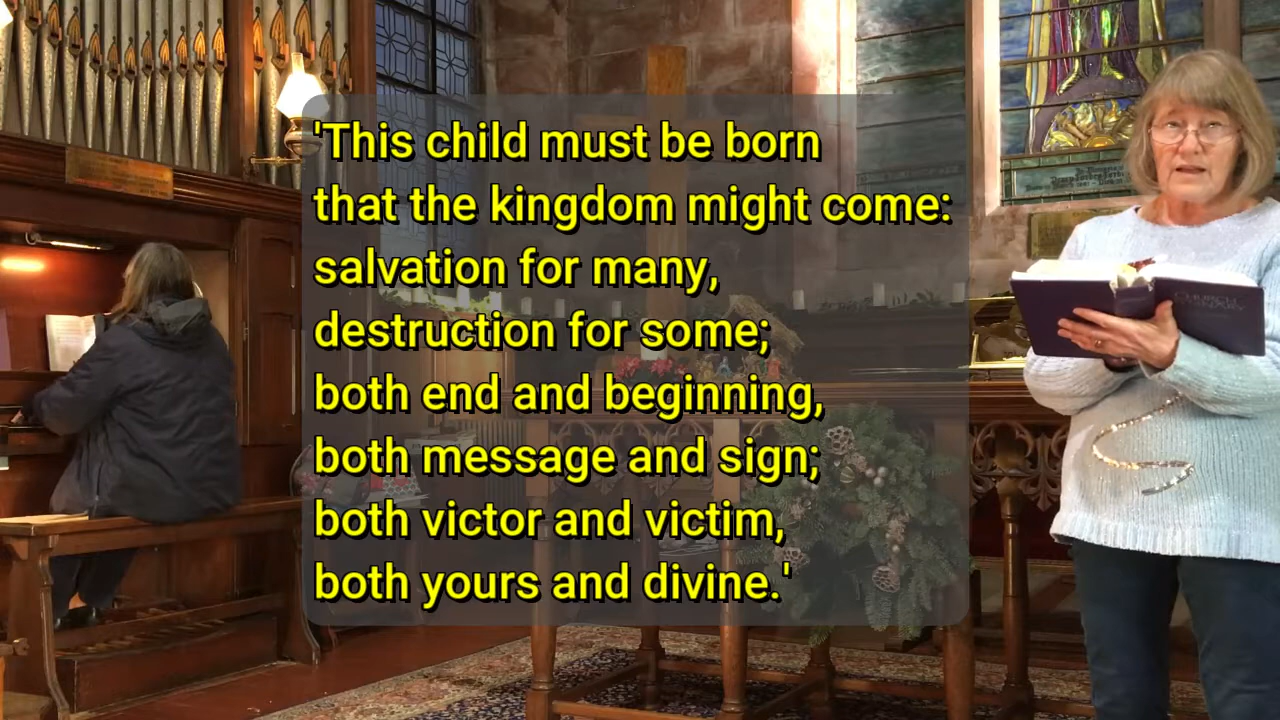 'This child must be born
that the kingdom might come:
salvation for many,
destruction for some;
both end and beginning,
both message and sign;
both victor and victim,
both yours and divine.'
CHURCH